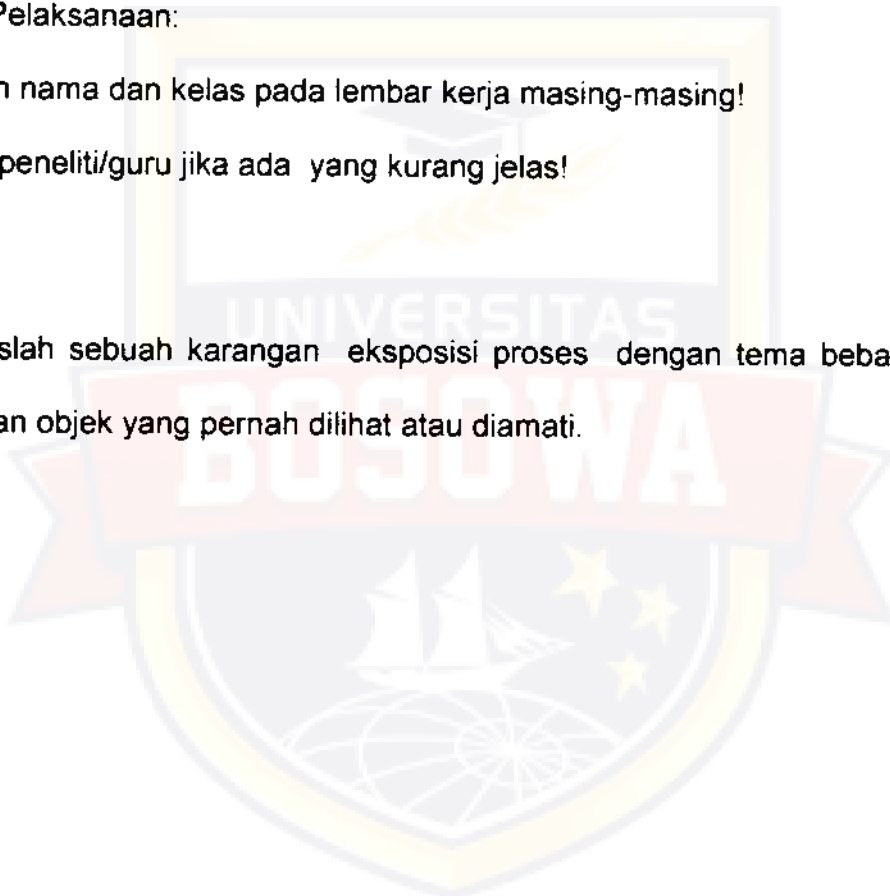 Pelaksanaan:
n nama dan kelas pada lembar kerja masing-masing!
peneliti/guru jika ada yang kurang jelas!
UNIVERSITAS
slah sebuah karangan eksposisi proses dengan tema beba
BOSOWA
an objek yang pernah dilihat atau diamati.